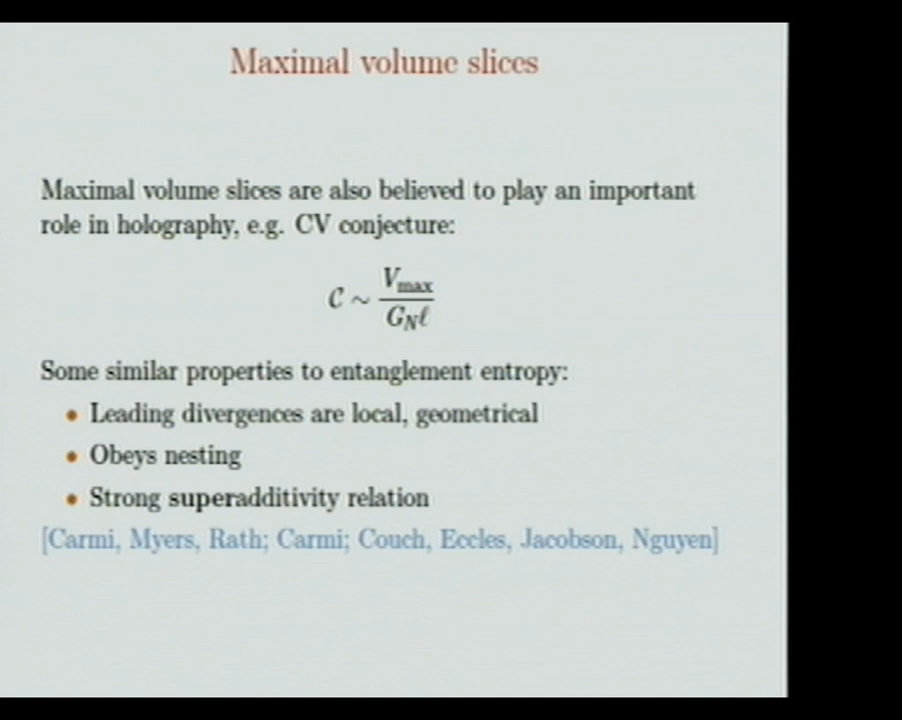 Maximal volume slices
Maximal volume slices are also believed to play an important
role in holography, e.g. CV conjecture:
C ~ V_max / G_N ℓ
Some similar properties to entanglement entropy:
• Leading divergences are local, geometrical
• Obeys nesting
• Strong superadditivity relation
[Carmi, Myers, Rath; Carmi; Couch, Eccles, Jacobson, Nguyen]